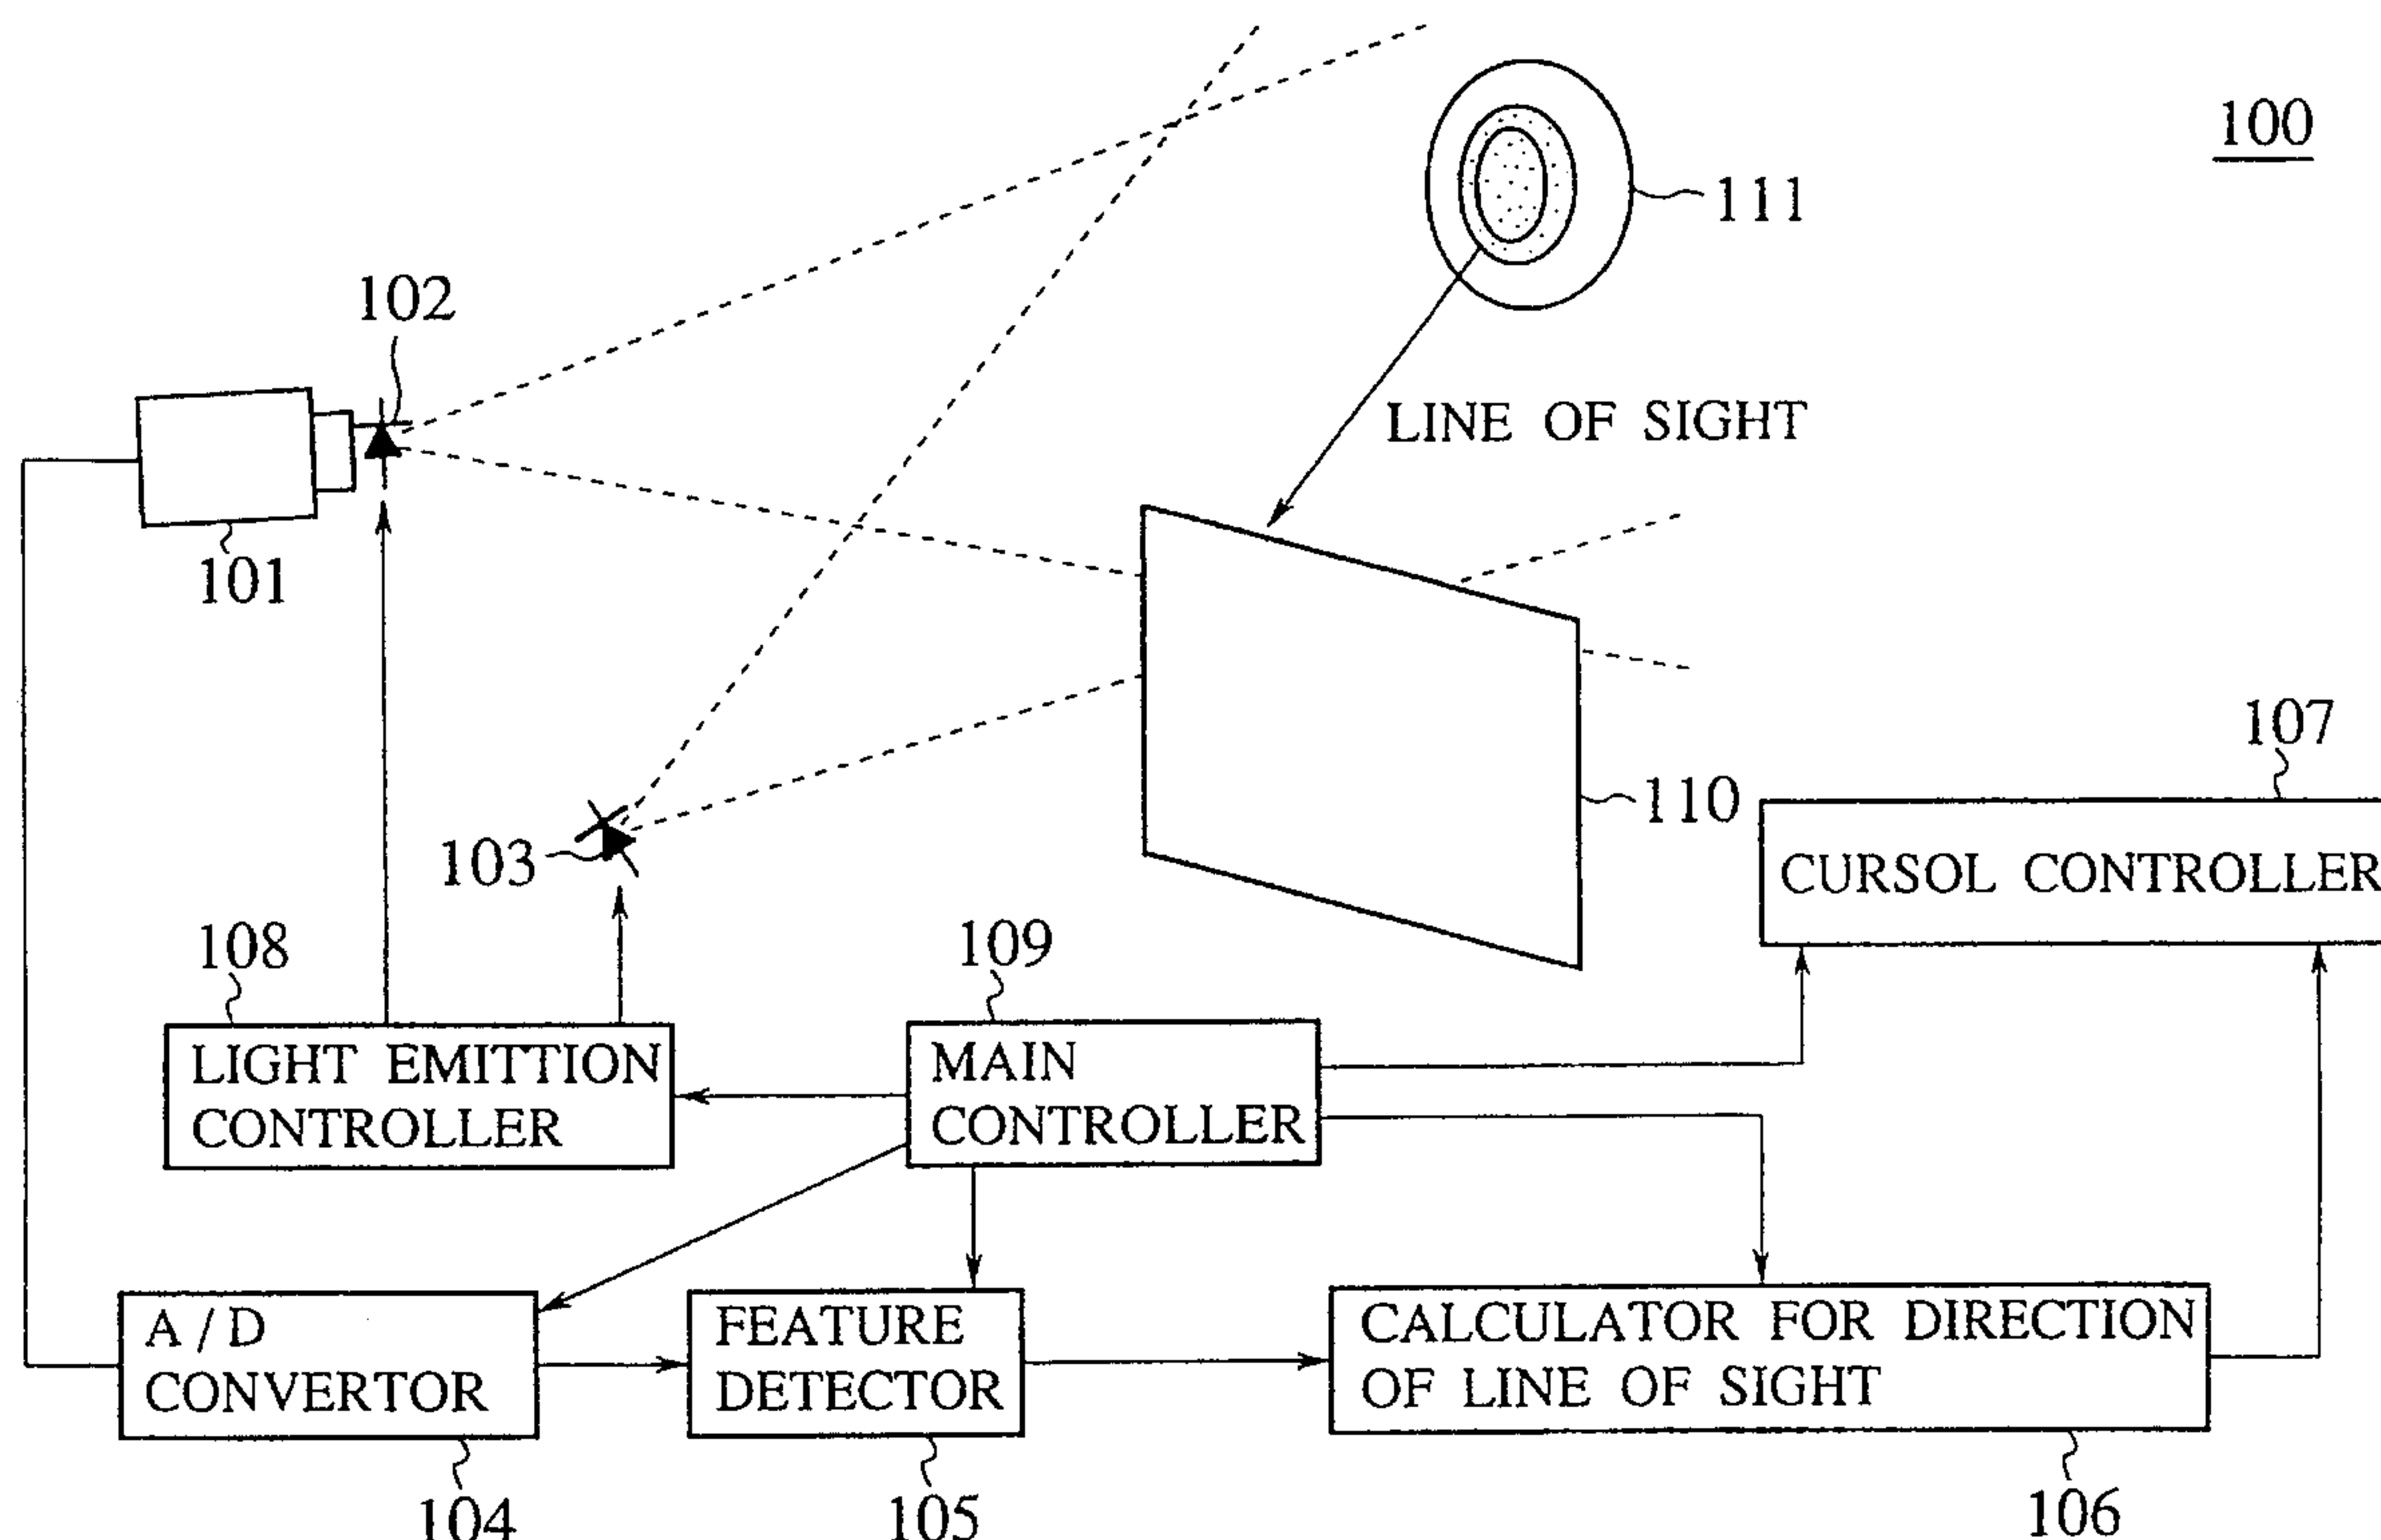 100
111
102
LINE OF SIGHT
101
107
110
CURSOL CONTROLLER
103
108
109
LIGHT EMITTION
CONTROLLER
MAIN
CONTROLLER
A / D
CONVERTOR
FEATURE
DETECTOR
CALCULATOR FOR DIRECTION
OF LINE OF SIGHT
104
105
106